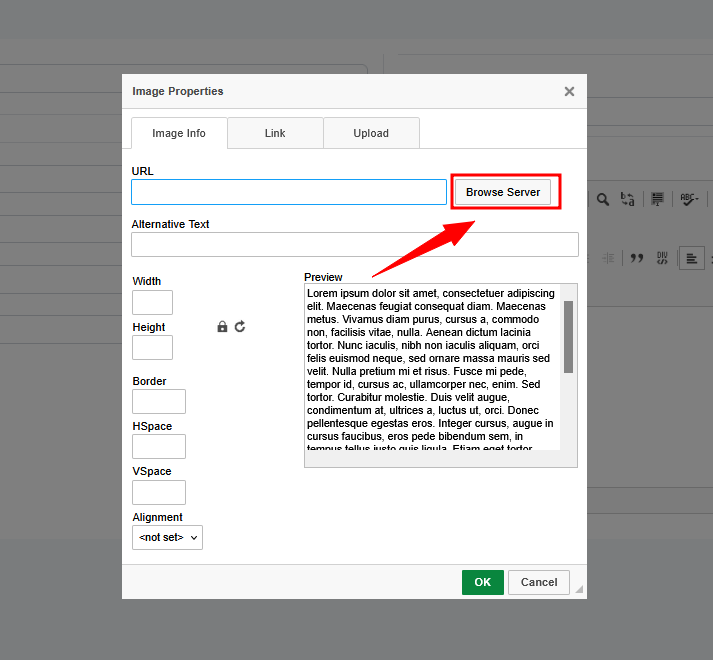 Image Properties
Image Info
Link
Upload
URL
Browse Server
Alternative Text
Width
Height
Border
HSpace
VSpace
Alignment
<not set>
Preview
Lorem ipsum dolor sit amet, consectetuer adipiscing
elit. Maecenas feugiat consequat diam. Maecenas
metus. Vivamus diam purus, cursus a, commodo
non, facilisis vitae, nulla. Aenean dictum lacinia
tortor. Nunc iaculis, nibh non iaculis aliquam, orci
felis euismod neque, sed ornare massa mauris sed
velit. Nulla pretium mi et risus. Fusce mi pede,
tempor id, cursus ac, ullamcorper nec, enim. Sed
tortor. Curabitur molestie. Duis velit augue,
condimentum at, ultrices a, luctus ut, orci. Donec
pellentesque egestas eros. Integer cursus, augue in
cursus faucibus, eros pede bibendum sem, in
tempus tellus justo quis ligula. Etiam eget tortor
OK
Cancel
ABC
DIV